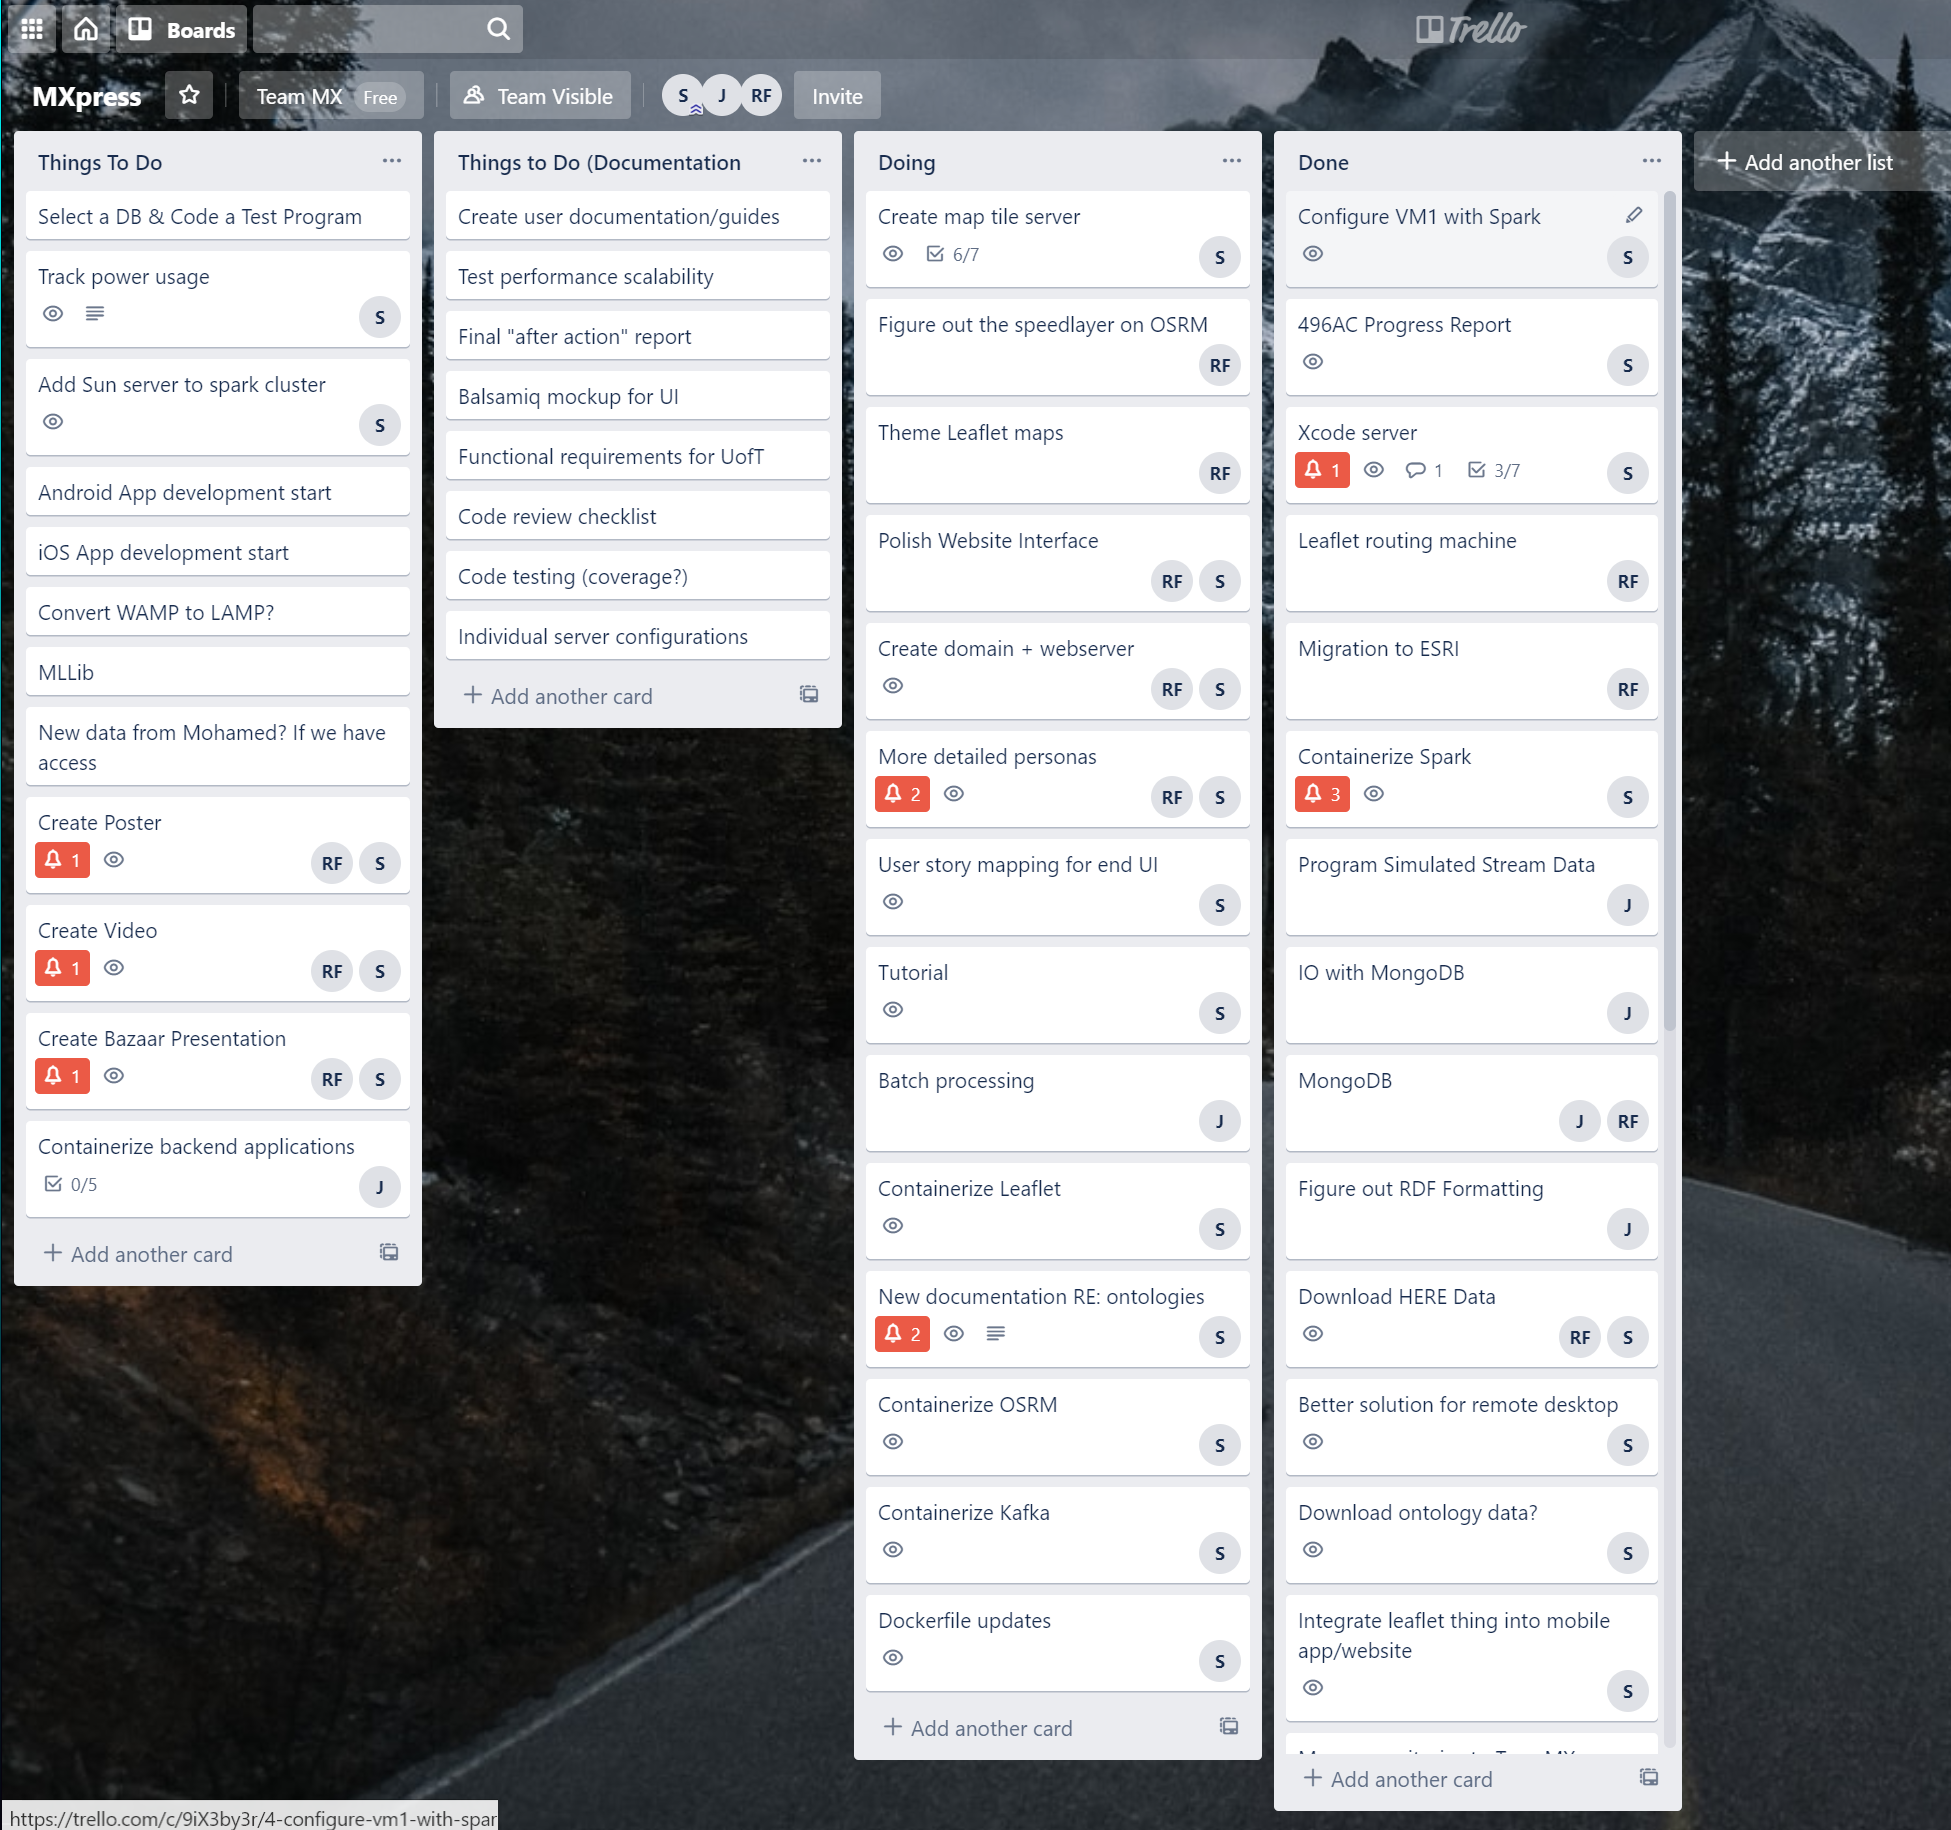 Boards
Trello
MXpress
Team MX Free
Team Visible
S J RF
Invite
Things To Do
Select a DB & Code a Test Program
Track power usage
S
Add Sun server to spark cluster
S
Android App development start
iOS App development start
Convert WAMP to LAMP?
MLLib
New data from Mohamed? If we have
access
Create Poster
1
RF S
Create Video
1
RF S
Create Bazaar Presentation
1
RF S
Containerize backend applications
0/5
J
+ Add another card
Things to Do (Documentation
Create user documentation/guides
Test performance scalability
Final "after action" report
Balsamiq mockup for UI
Functional requirements for UofT
Code review checklist
Code testing (coverage?)
Individual server configurations
+ Add another card
Doing
Create map tile server
6/7
S
Figure out the speedlayer on OSRM
RF
Theme Leaflet maps
RF
Polish Website Interface
RF S
Create domain + webserver
RF S
More detailed personas
2
RF S
User story mapping for end UI
S
Tutorial
S
Batch processing
J
Containerize Leaflet
S
New documentation RE: ontologies
2
S
Containerize OSRM
S
Containerize Kafka
S
Dockerfile updates
S
+ Add another card
Done
Configure VM1 with Spark
S
496AC Progress Report
S
Xcode server
1 1 3/7
S
Leaflet routing machine
RF
Migration to ESRI
RF
Containerize Spark
3
S
Program Simulated Stream Data
J
IO with MongoDB
J
MongoDB
J RF
Figure out RDF Formatting
J
Download HERE Data
RF S
Better solution for remote desktop
S
Download ontology data?
S
Integrate leaflet thing into mobile
app/website
S
+ Add another card
+ Add another list
https://trello.com/c/9iX3by3r/4-configure-vm1-with-spar